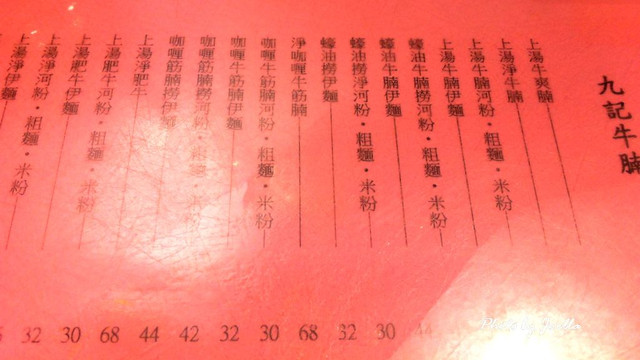 九記牛腩
上湯牛爽腩
上湯淨牛腩
上湯牛腩河粉・粗麵・米粉
上湯牛腩伊麵
蠔油牛腩撈河粉・粗麵・米粉
蠔油牛腩伊麵
蠔油撈淨河粉・粗麵・米粉 30
蠔油撈伊麵 32
淨咖喱牛筋腩 68
咖喱牛筋腩河粉・粗麵・米粉 30
咖喱牛筋腩伊麵 32
咖喱牛筋腩撈河粉・粗麵・米粉 42
咖喱牛筋腩撈伊麵 44
上湯淨肥牛 68
上湯肥牛河粉・粗麵・米粉 30
上湯肥牛伊麵 32
上湯淨河粉・粗麵・米粉
上湯淨伊麵